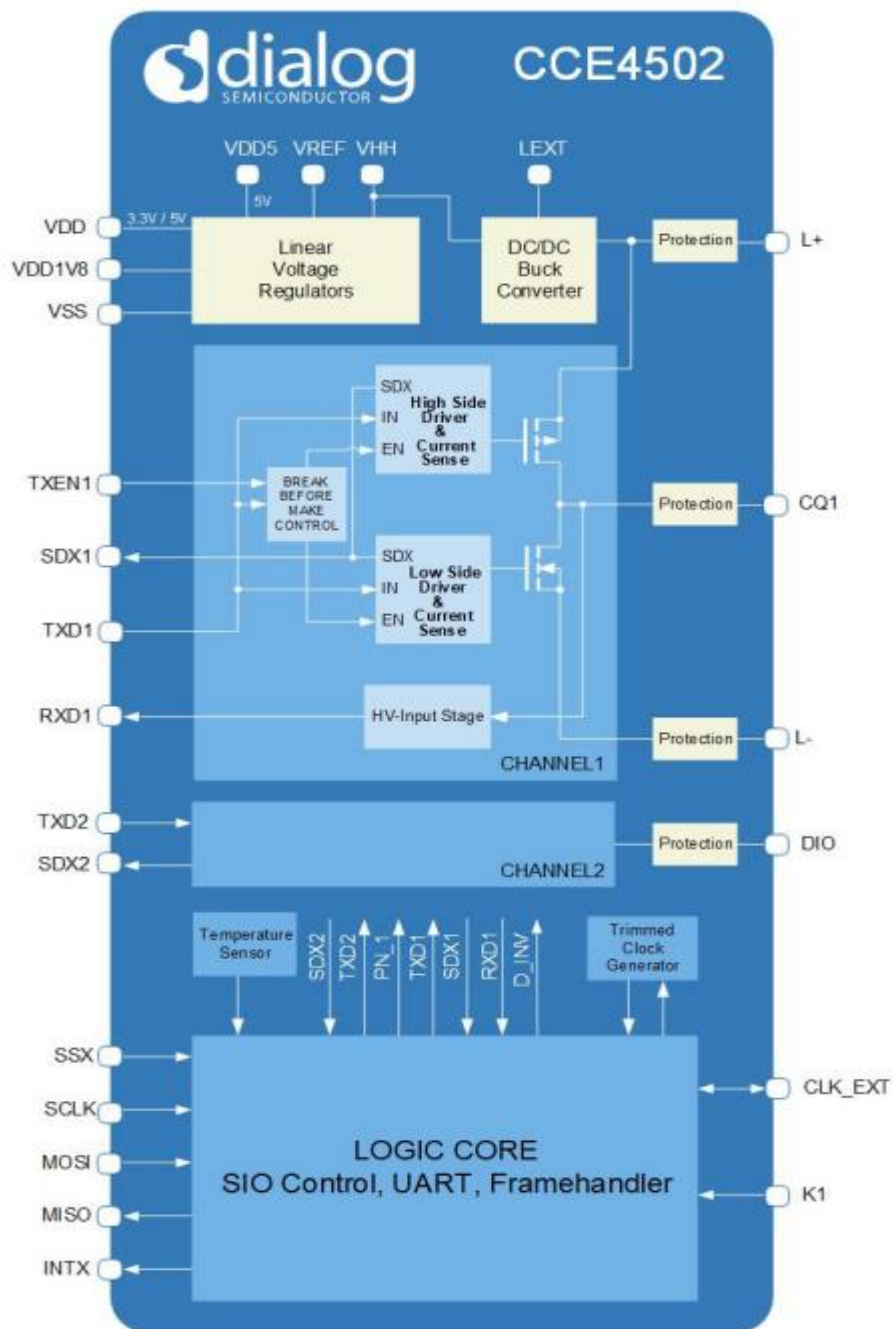 dialog
SEMICONDUCTOR
CCE4502
VDD5
VREF
VHH
LEXT
5V
VDD
3.3V / 5V
VDD1V8
VSS
Linear
Voltage
Regulators
DC/DC
Buck
Converter
Protection
L+
SDX
IN
EN
High Side
Driver
&
Current
Sense
TXEN1
BREAK
BEFORE
MAKE
CONTROL
Protection
CQ1
SDX1
SDX
IN
EN
Low Side
Driver
&
Current
Sense
TXD1
RXD1
HV-Input Stage
Protection
L-
CHANNEL1
TXD2
SDX2
CHANNEL2
Protection
DIO
Temperature
Sensor
SDX2
TXD2
PN_1
TXD1
SDX1
RXD1
D_INV
Trimmed
Clock
Generator
SSX
SCLK
MOSI
MISO
INTX
LOGIC CORE
SIO Control, UART, Framehandler
CLK_EXT
K1